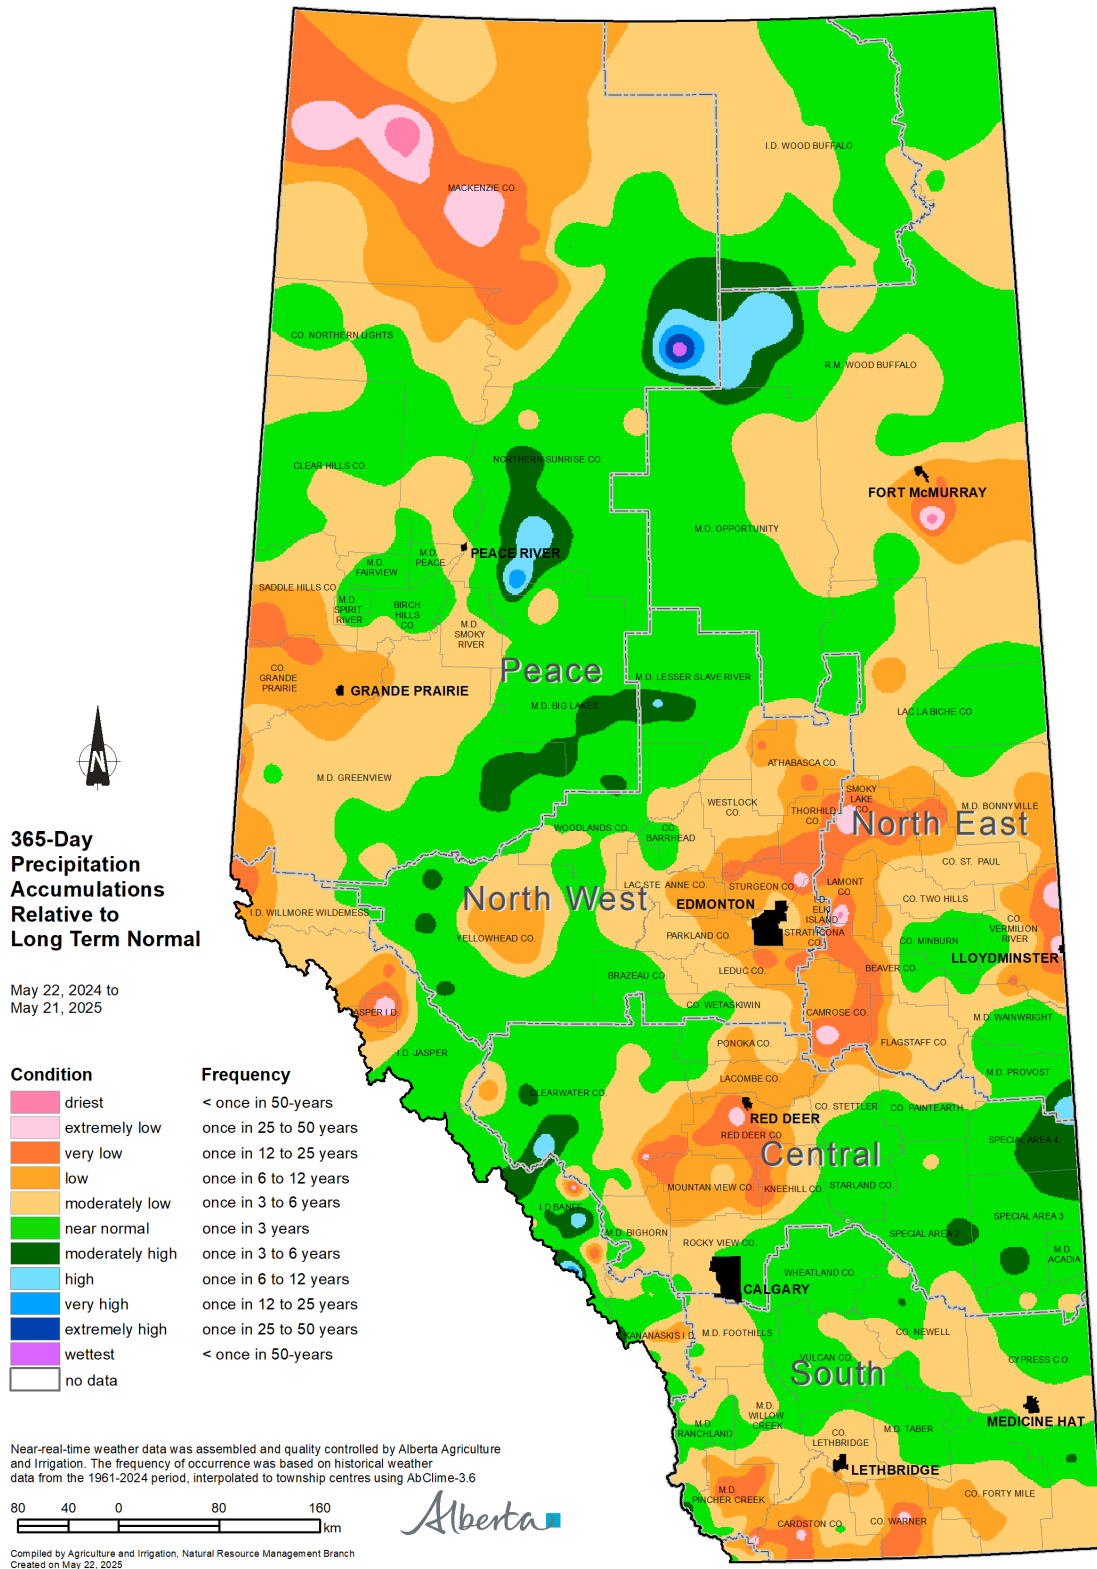 I.D. WOOD BUFFALO
MACKENZIE CO.
CO. NORTHERN LIGHTS
R.M. WOOD BUFFALO
CLEAR HILLS CO.
NORTHERN SUNRISE CO.
FORT McMURRAY
M.D. OPPORTUNITY
M.D.
PEACE
PEACE RIVER
M.D.
FAIRVIEW
SADDLE HILLS CO.
M.D.
SPIRIT
RIVER
BIRCH
HILLS
CO.
M.D.
SMOKY
RIVER
Peace
CO.
GRANDE
PRAIRIE
GRANDE PRAIRIE
M.D. LESSER SLAVE RIVER
M.D. BIG LAKES
LAC LA BICHE CO.
N
M.D. GREENVIEW
ATHABASCA CO.
SMOKY
LAKE
CO.
M.D. BONNYVILLE
WESTLOCK
CO.
THORHILD
CO.
North East
WOODLANDS CO.
CO.
BARRHEAD
CO. ST. PAUL
LAC STE ANNE CO.
STURGEON CO.
LAMONT
CO.
North West
EDMONTON
I.D.
ELK
ISLAND
CO. TWO HILLS
I.D. WILLMORE WILDERNESS
YELLOWHEAD CO.
PARKLAND CO.
STRATHCONA
CO.
CO. MINBURN
CO.
VERMILION
RIVER
LLOYDMINSTER
BRAZEAU CO.
LEDUC CO.
BEAVER CO.
CO. WETASKIWIN
JASPER I.D.
CAMROSE CO.
M.D. WAINWRIGHT
I.D. JASPER
PONOKA CO.
FLAGSTAFF CO.
LACOMBE CO.
M.D. PROVOST
CLEARWATER CO.
CO. STETTLER
CO. PAINTEARTH
RED DEER
RED DEER CO.
SPECIAL AREA 4
Central
MOUNTAIN VIEW CO.
KNEEHILL CO.
STARLAND CO.
I.D BANFF
M.D. BIGHORN
SPECIAL AREA 3
SPECIAL AREA 2
ROCKY VIEW CO.
M.D.
ACADIA
WHEATLAND CO.
CALGARY
KANANASKIS I.D.
M.D. FOOTHILLS
CO. NEWELL
VULCAN CO.
CYPRESS C.O.
South
M.D.
WILLOW
CREEK
M.D.
RANCHLAND
MEDICINE HAT
CO.
LETHBRIDGE
M.D. TABER
LETHBRIDGE
M.D.
PINCHER CREEK
CO. FORTY MILE
CARDSTON CO.
CO. WARNER
365-Day
Precipitation
Accumulations
Relative to
Long Term Normal
May 22, 2024 to
May 21, 2025
Condition Frequency
driest < once in 50-years
extremely low once in 25 to 50 years
very low once in 12 to 25 years
low once in 6 to 12 years
moderately low once in 3 to 6 years
near normal once in 3 years
moderately high once in 3 to 6 years
high once in 6 to 12 years
very high once in 12 to 25 years
extremely high once in 25 to 50 years
wettest < once in 50-years
no data
Near-real-time weather data was assembled and quality controlled by Alberta Agriculture
and Irrigation. The frequency of occurrence was based on historical weather
data from the 1961-2024 period, interpolated to township centres using AbClime-3.6
80 40 0 80 160
km
Alberta
Compiled by Agriculture and Irrigation, Natural Resource Management Branch
Created on May 22, 2025